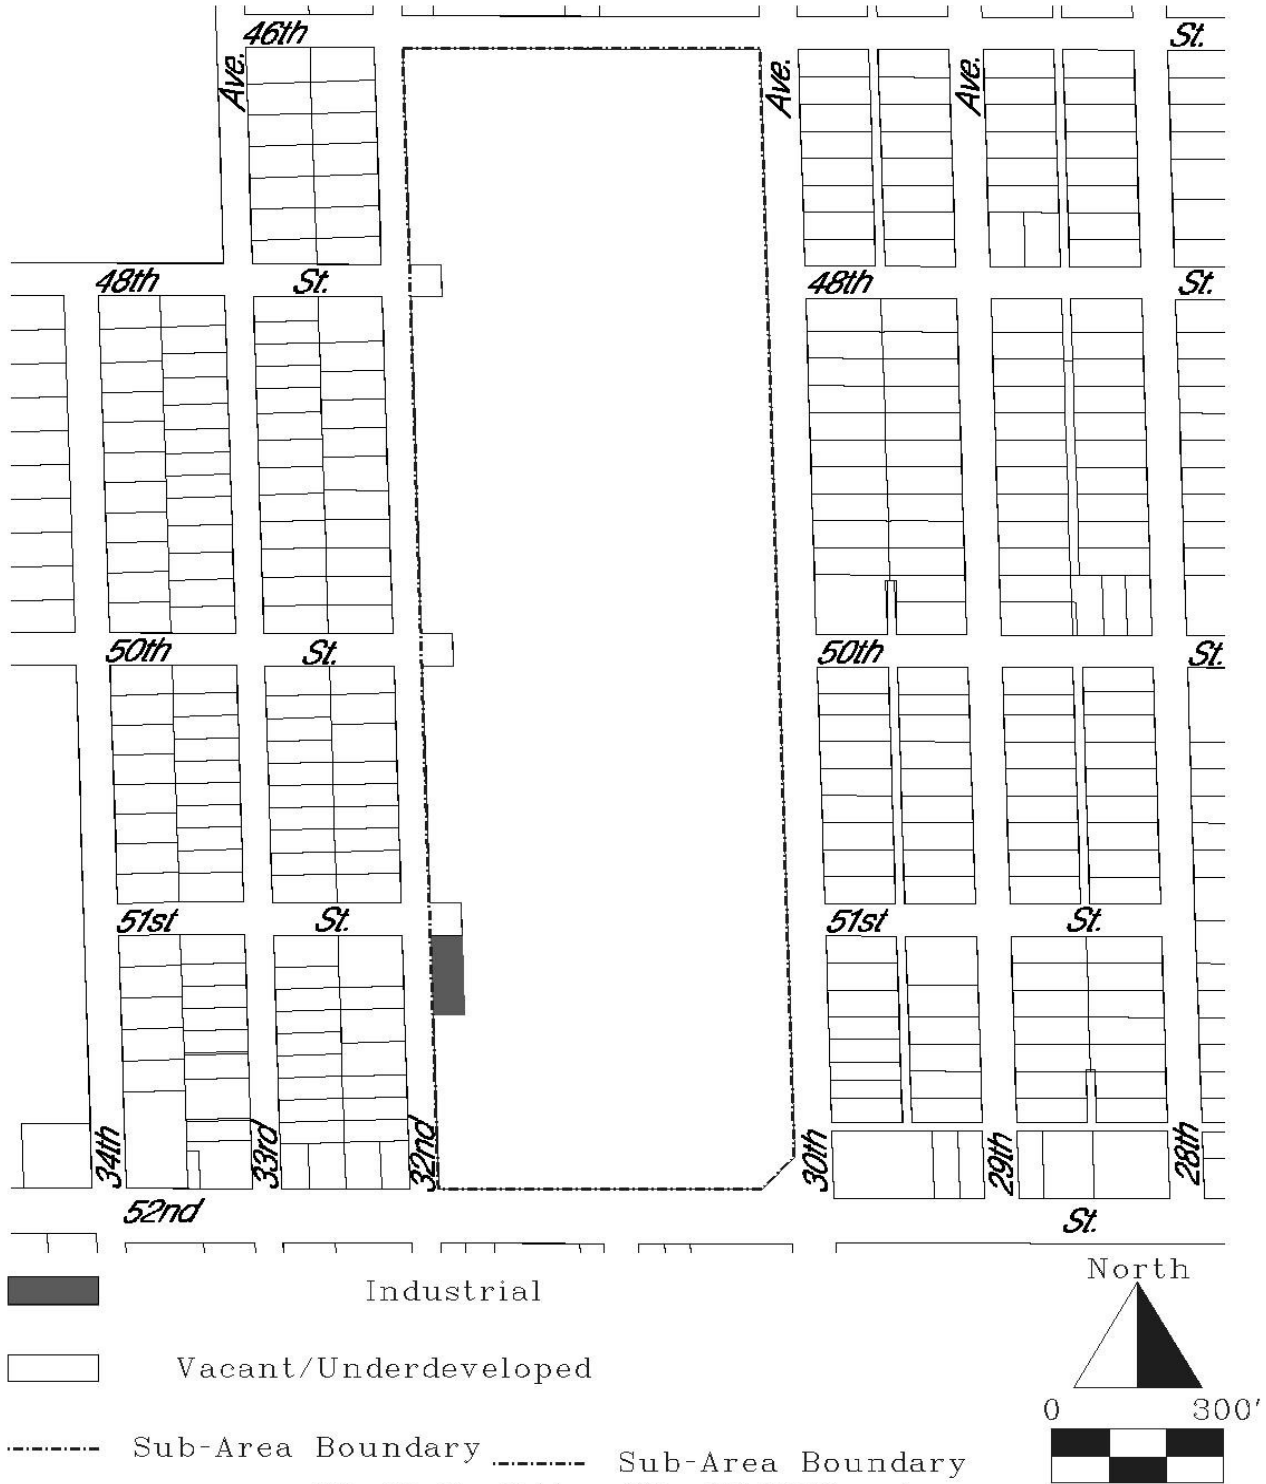 46th
St.
Ave.
Ave.
Ave.
48th
St.
48th
St.
50th
St.
50th
St.
51st
St.
51st
St.
34th
33rd
32nd
30th
29th
28th
52nd
St.
Industrial
North
Vacant/Underdeveloped
0 300'
Sub-Area Boundary
Sub-Area Boundary